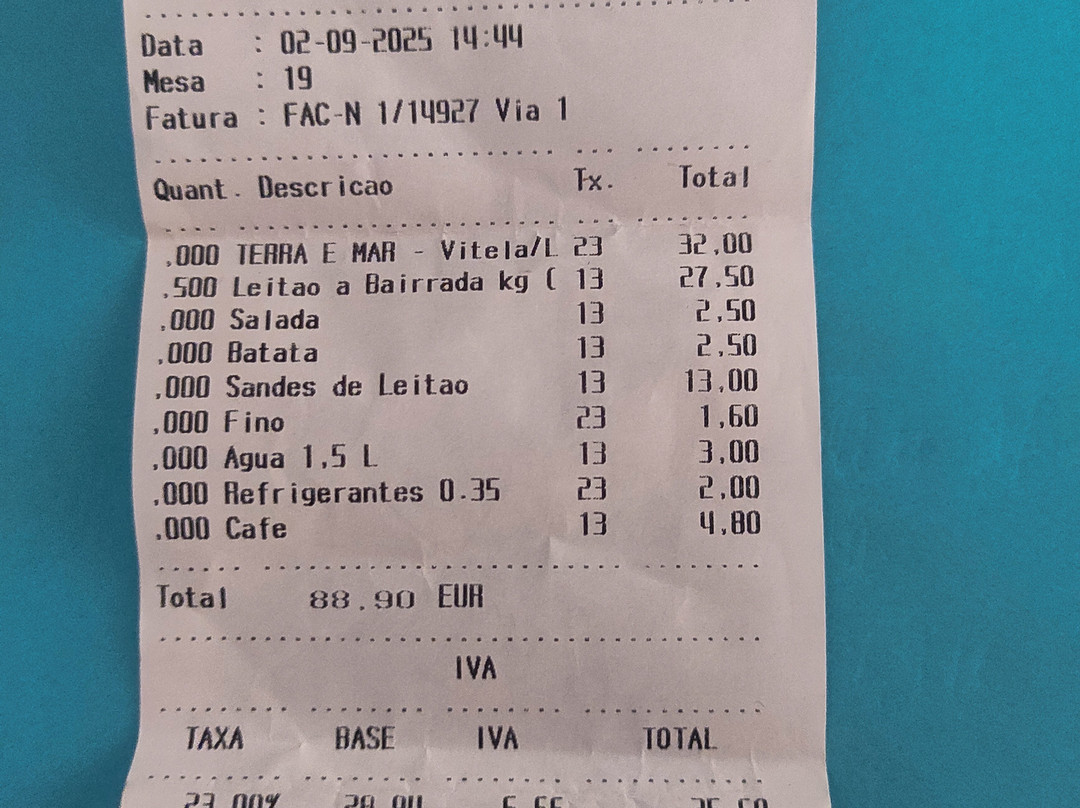 Data : 02-09-2025 14:44
Mesa : 19
Fatura : FAC-N 1/14927 Via 1
Quant. Descricao Tx. Total
.000 TERRA E MAR - Vitela/L 23 32,00
.500 Leitao a Bairrada kg ( 13 27,50
.000 Salada 13 2,50
.000 Batata 13 2,50
.000 Sandes de Leitao 13 13,00
.000 Fino 23 1,60
.000 Agua 1,5 L 13 3,00
.000 Refrigerantes 0.35 23 2,00
.000 Cafe 13 4,80
Total 88.90 EUR
IVA
TAXA BASE IVA TOTAL
23.00%